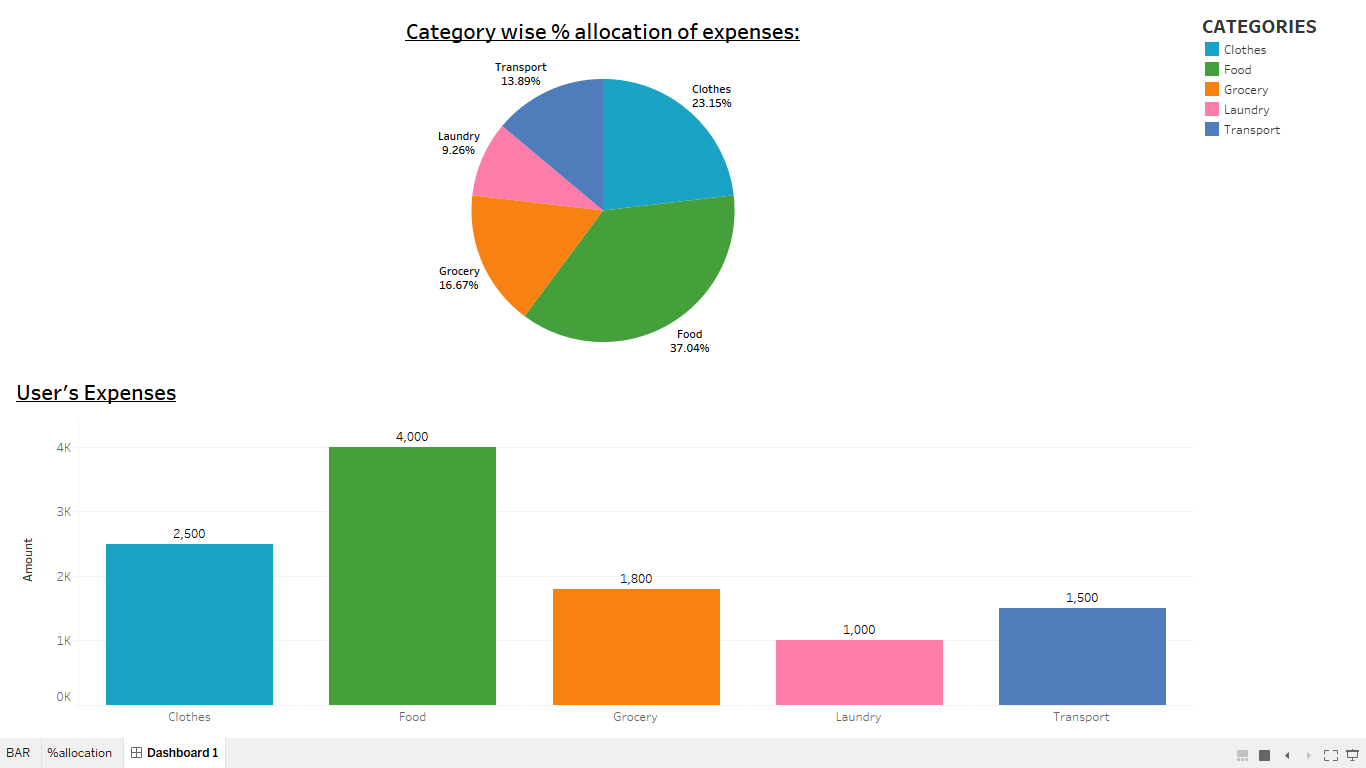 Category wise % allocation of expenses:
CATEGORIES
Clothes
Food
Grocery
Laundry
Transport
Transport
13.89%
Clothes
23.15%
Laundry
9.26%
Grocery
16.67%
Food
37.04%
User’s Expenses
Amount
4K
3K
2K
1K
0K
2,500
4,000
1,800
1,000
1,500
Clothes
Food
Grocery
Laundry
Transport
BAR
%allocation
Dashboard 1